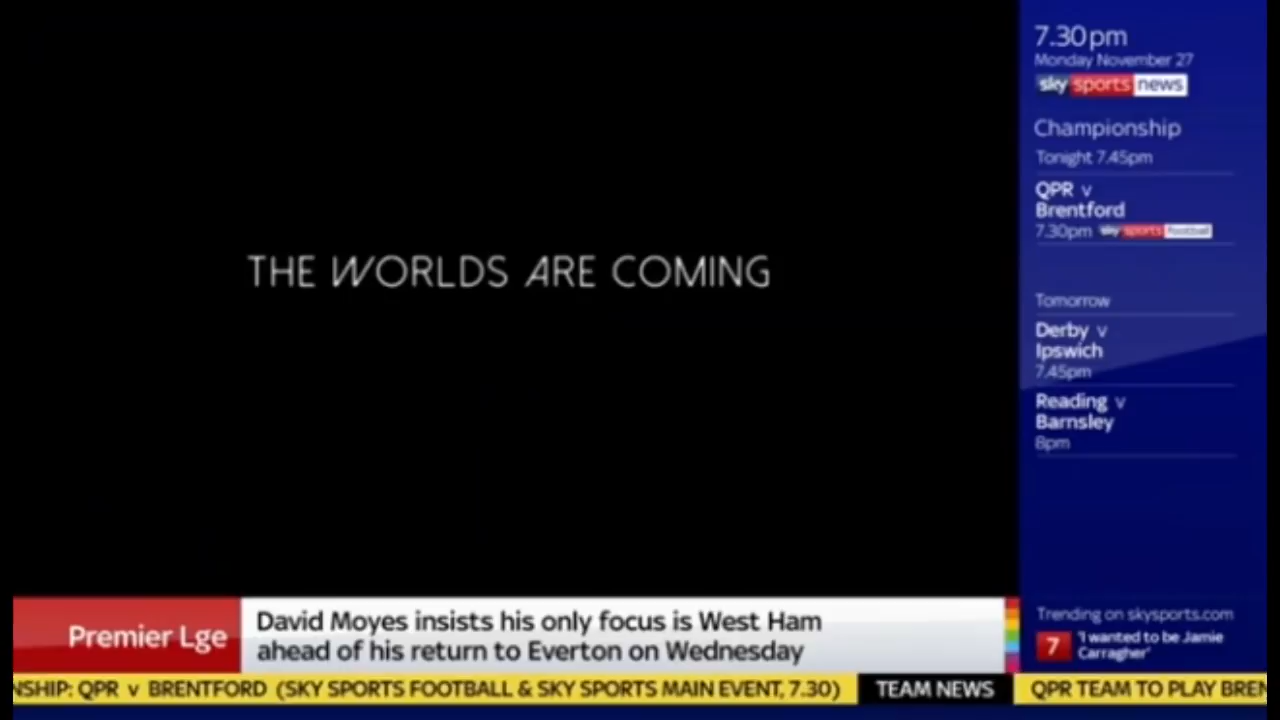 THE WORLDS ARE COMING
7.30pm
Monday November 27
sky sports news
Championship
Tonight 7.45pm
QPR v
Brentford
7.30pm sky sports football
Tomorrow
Derby v
Ipswich
7.45pm
Reading v
Barnsley
8pm
Trending on skysports.com
7 'I wanted to be Jamie
Carragher'
Premier Lge
David Moyes insists his only focus is West Ham
ahead of his return to Everton on Wednesday
NSHIP: QPR v BRENTFORD (SKY SPORTS FOOTBALL & SKY SPORTS MAIN EVENT, 7.30) TEAM NEWS QPR TEAM TO PLAY BREN